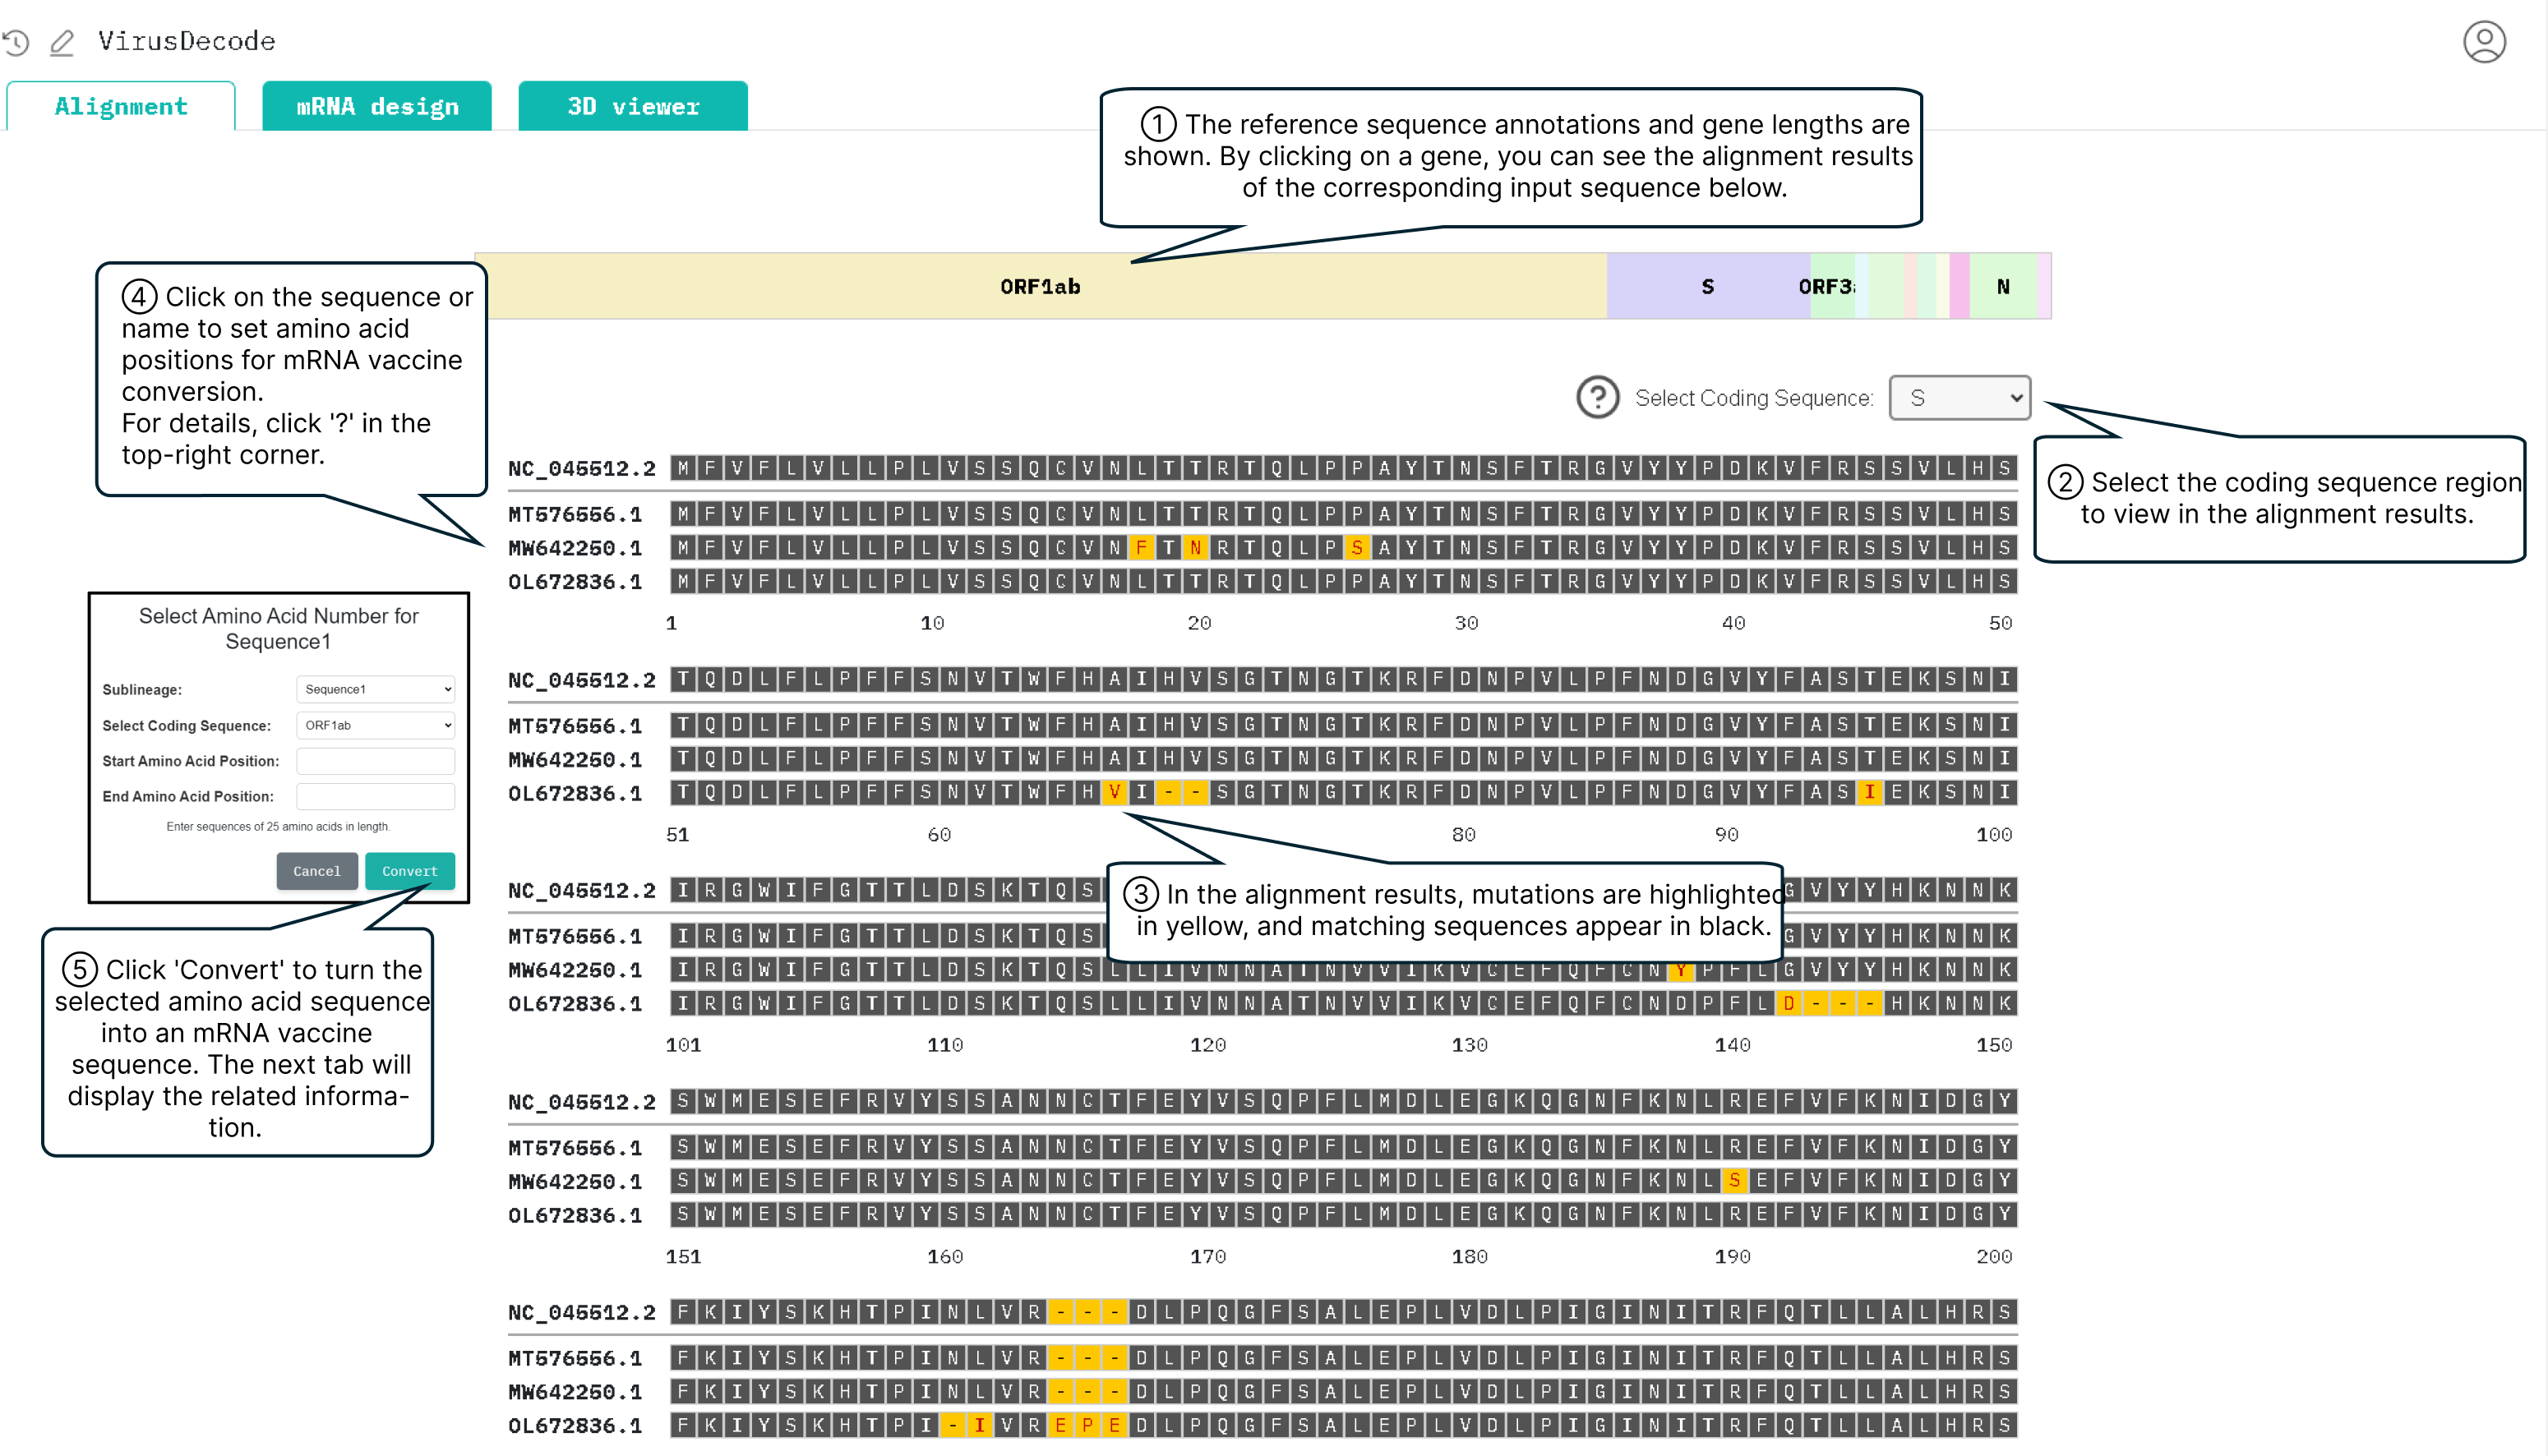 VirusDecode
Alignment mRNA design 3D viewer
① The reference sequence annotations and gene lengths are
shown. By clicking on a gene, you can see the alignment results
of the corresponding input sequence below.
ORF1ab S ORF3 N
④ Click on the sequence or
name to set amino acid
positions for mRNA vaccine
conversion.
For details, click '?' in the
top-right corner.
? Select Coding Sequence: S
② Select the coding sequence region
to view in the alignment results.
NC_045512.2 M F V F L V L L P L V S S Q C V N L T T R T Q L P P A Y T N S F T R G V Y Y P D K V F R S S V L H S
MT576556.1 M F V F L V L L P L V S S Q C V N L T T R T Q L P P A Y T N S F T R G V Y Y P D K V F R S S V L H S
MW642250.1 M F V F L V L L P L V S S Q C V N F T N R T Q L P S A Y T N S F T R G V Y Y P D K V F R S S V L H S
OL672836.1 M F V F L V L L P L V S S Q C V N L T T R T Q L P P A Y T N S F T R G V Y Y P D K V F R S S V L H S
1 10 20 30 40 50
Select Amino Acid Number for
Sequence1
Sublineage: Sequence1
Select Coding Sequence: ORF1ab
Start Amino Acid Position:
End Amino Acid Position:
Enter sequences of 25 amino acids in length.
Cancel Convert
NC_045512.2 T Q D L F L P F F S N V T W F H A I H V S G T N G T K R F D N P V L P F N D G V Y F A S T E K S N I
MT576556.1 T Q D L F L P F F S N V T W F H A I H V S G T N G T K R F D N P V L P F N D G V Y F A S T E K S N I
MW642250.1 T Q D L F L P F F S N V T W F H A I H V S G T N G T K R F D N P V L P F N D G V Y F A S T E K S N I
OL672836.1 T Q D L F L P F F S N V T W F H V I - - S G T N G T K R F D N P V L P F N D G V Y F A S I E K S N I
51 60 80 90 100
③ In the alignment results, mutations are highlighted
in yellow, and matching sequences appear in black.
NC_045512.2 I R G W I F G T T L D S K T Q S G V Y Y H K N N K
MT576556.1 I R G W I F G T T L D S K T Q S G V Y Y H K N N K
MW642250.1 I R G W I F G T T L D S K T Q S L L I V N N A T N V V I K V C E F Q F C N Y P F L G V Y Y H K N N K
OL672836.1 I R G W I F G T T L D S K T Q S L L I V N N A T N V V I K V C E F Q F C N D P F L D - - - H K N N K
101 110 120 130 140 150
⑤ Click 'Convert' to turn the
selected amino acid sequence
into an mRNA vaccine
sequence. The next tab will
display the related informa-
tion.
NC_045512.2 S W M E S E F R V Y S S A N N C T F E Y V S Q P F L M D L E G K Q G N F K N L R E F V F K N I D G Y
MT576556.1 S W M E S E F R V Y S S A N N C T F E Y V S Q P F L M D L E G K Q G N F K N L R E F V F K N I D G Y
MW642250.1 S W M E S E F R V Y S S A N N C T F E Y V S Q P F L M D L E G K Q G N F K N L S E F V F K N I D G Y
OL672836.1 S W M E S E F R V Y S S A N N C T F E Y V S Q P F L M D L E G K Q G N F K N L R E F V F K N I D G Y
151 160 170 180 190 200
NC_045512.2 F K I Y S K H T P I N L V R - - - D L P Q G F S A L E P L V D L P I G I N I T R F Q T L L A L H R S
MT576556.1 F K I Y S K H T P I N L V R - - - D L P Q G F S A L E P L V D L P I G I N I T R F Q T L L A L H R S
MW642250.1 F K I Y S K H T P I N L V R - - - D L P Q G F S A L E P L V D L P I G I N I T R F Q T L L A L H R S
OL672836.1 F K I Y S K H T P I - I V R E P E D L P Q G F S A L E P L V D L P I G I N I T R F Q T L L A L H R S